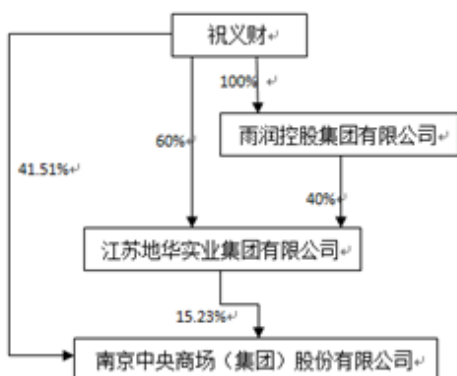 祝义财
100%
雨润控股集团有限公司
60%
41.51%
40%
江苏地华实业集团有限公司
15.23%
南京中央商场（集团）股份有限公司